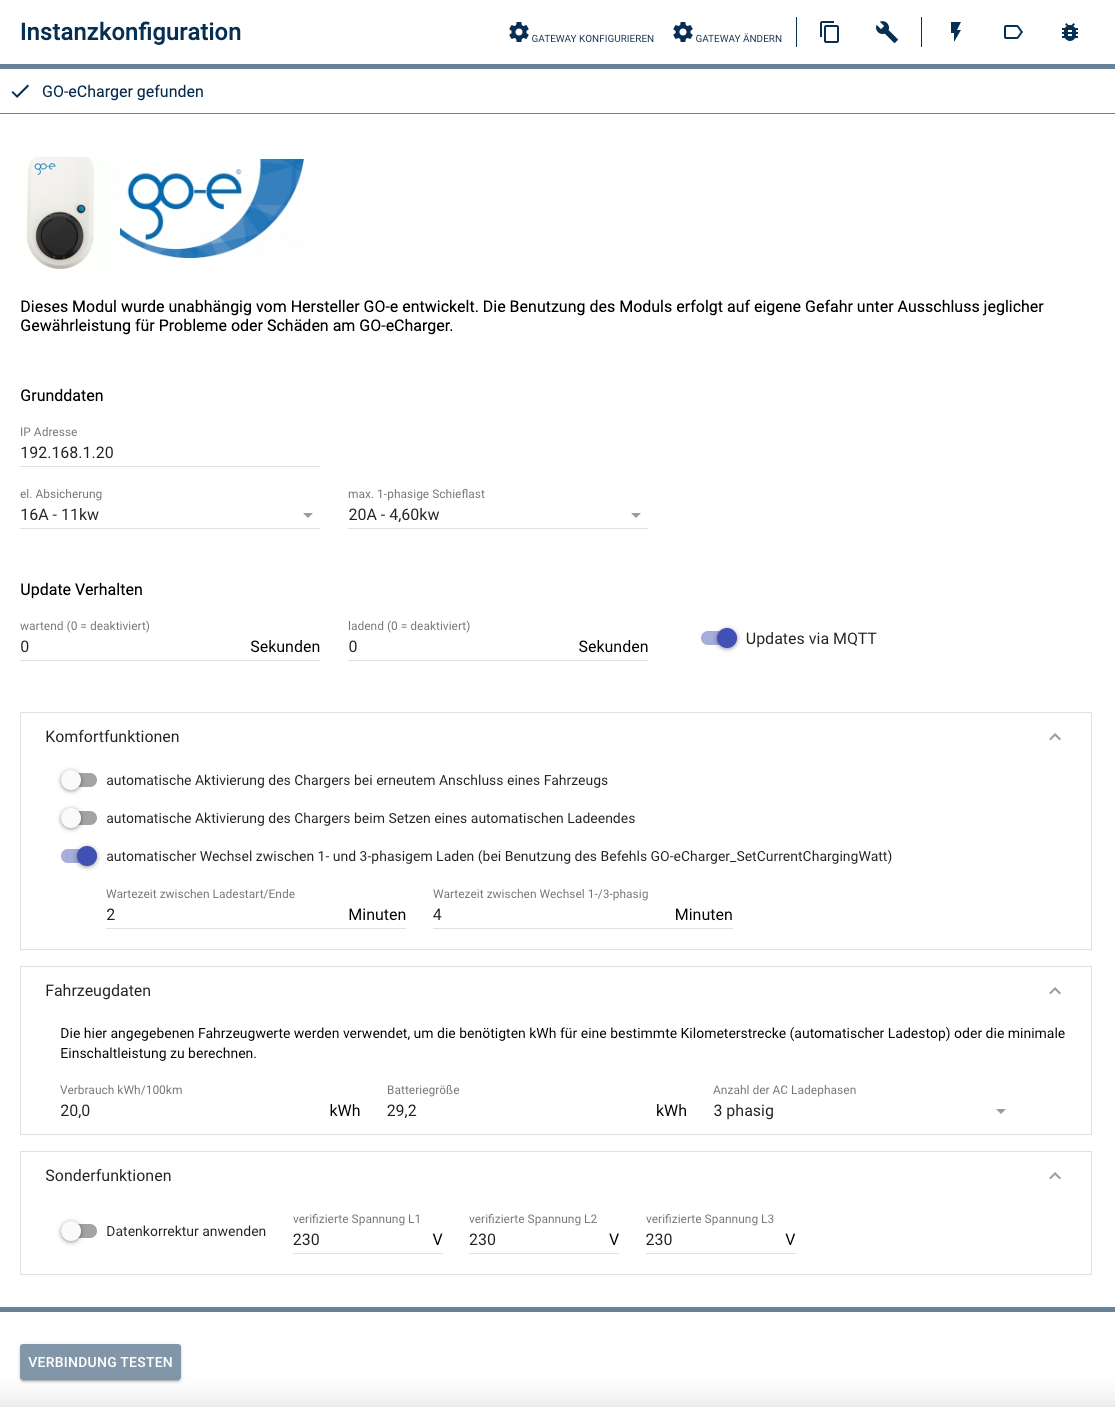 Instanzkonfiguration
GATEWAY KONFIGURIEREN
GATEWAY ÄNDERN
GO-eCharger gefunden
go-e
go-e®
Dieses Modul wurde unabhängig vom Hersteller GO-e entwickelt. Die Benutzung des Moduls erfolgt auf eigene Gefahr unter Ausschluss jeglicher
Gewährleistung für Probleme oder Schäden am GO-eCharger.
Grunddaten
IP Adresse
192.168.1.20
el. Absicherung
16A - 11kw
max. 1-phasige Schieflast
20A - 4,60kw
Update Verhalten
wartend (0 = deaktiviert)
0 Sekunden
ladend (0 = deaktiviert)
0 Sekunden
Updates via MQTT
Komfortfunktionen
automatische Aktivierung des Chargers bei erneutem Anschluss eines Fahrzeugs
automatische Aktivierung des Chargers beim Setzen eines automatischen Ladeendes
automatischer Wechsel zwischen 1- und 3-phasigem Laden (bei Benutzung des Befehls GO-eCharger_SetCurrentChargingWatt)
Wartezeit zwischen Ladestart/Ende
2 Minuten
Wartezeit zwischen Wechsel 1-/3-phasig
4 Minuten
Fahrzeugdaten
Die hier angegebenen Fahrzeugwerte werden verwendet, um die benötigten kWh für eine bestimmte Kilometerstrecke (automatischer Ladestop) oder die minimale
Einschaltleistung zu berechnen.
Verbrauch kWh/100km
20,0 kWh
Batteriegröße
29,2 kWh
Anzahl der AC Ladephasen
3 phasig
Sonderfunktionen
Datenkorrektur anwenden
verifizierte Spannung L1
230 V
verifizierte Spannung L2
230 V
verifizierte Spannung L3
230 V
VERBINDUNG TESTEN